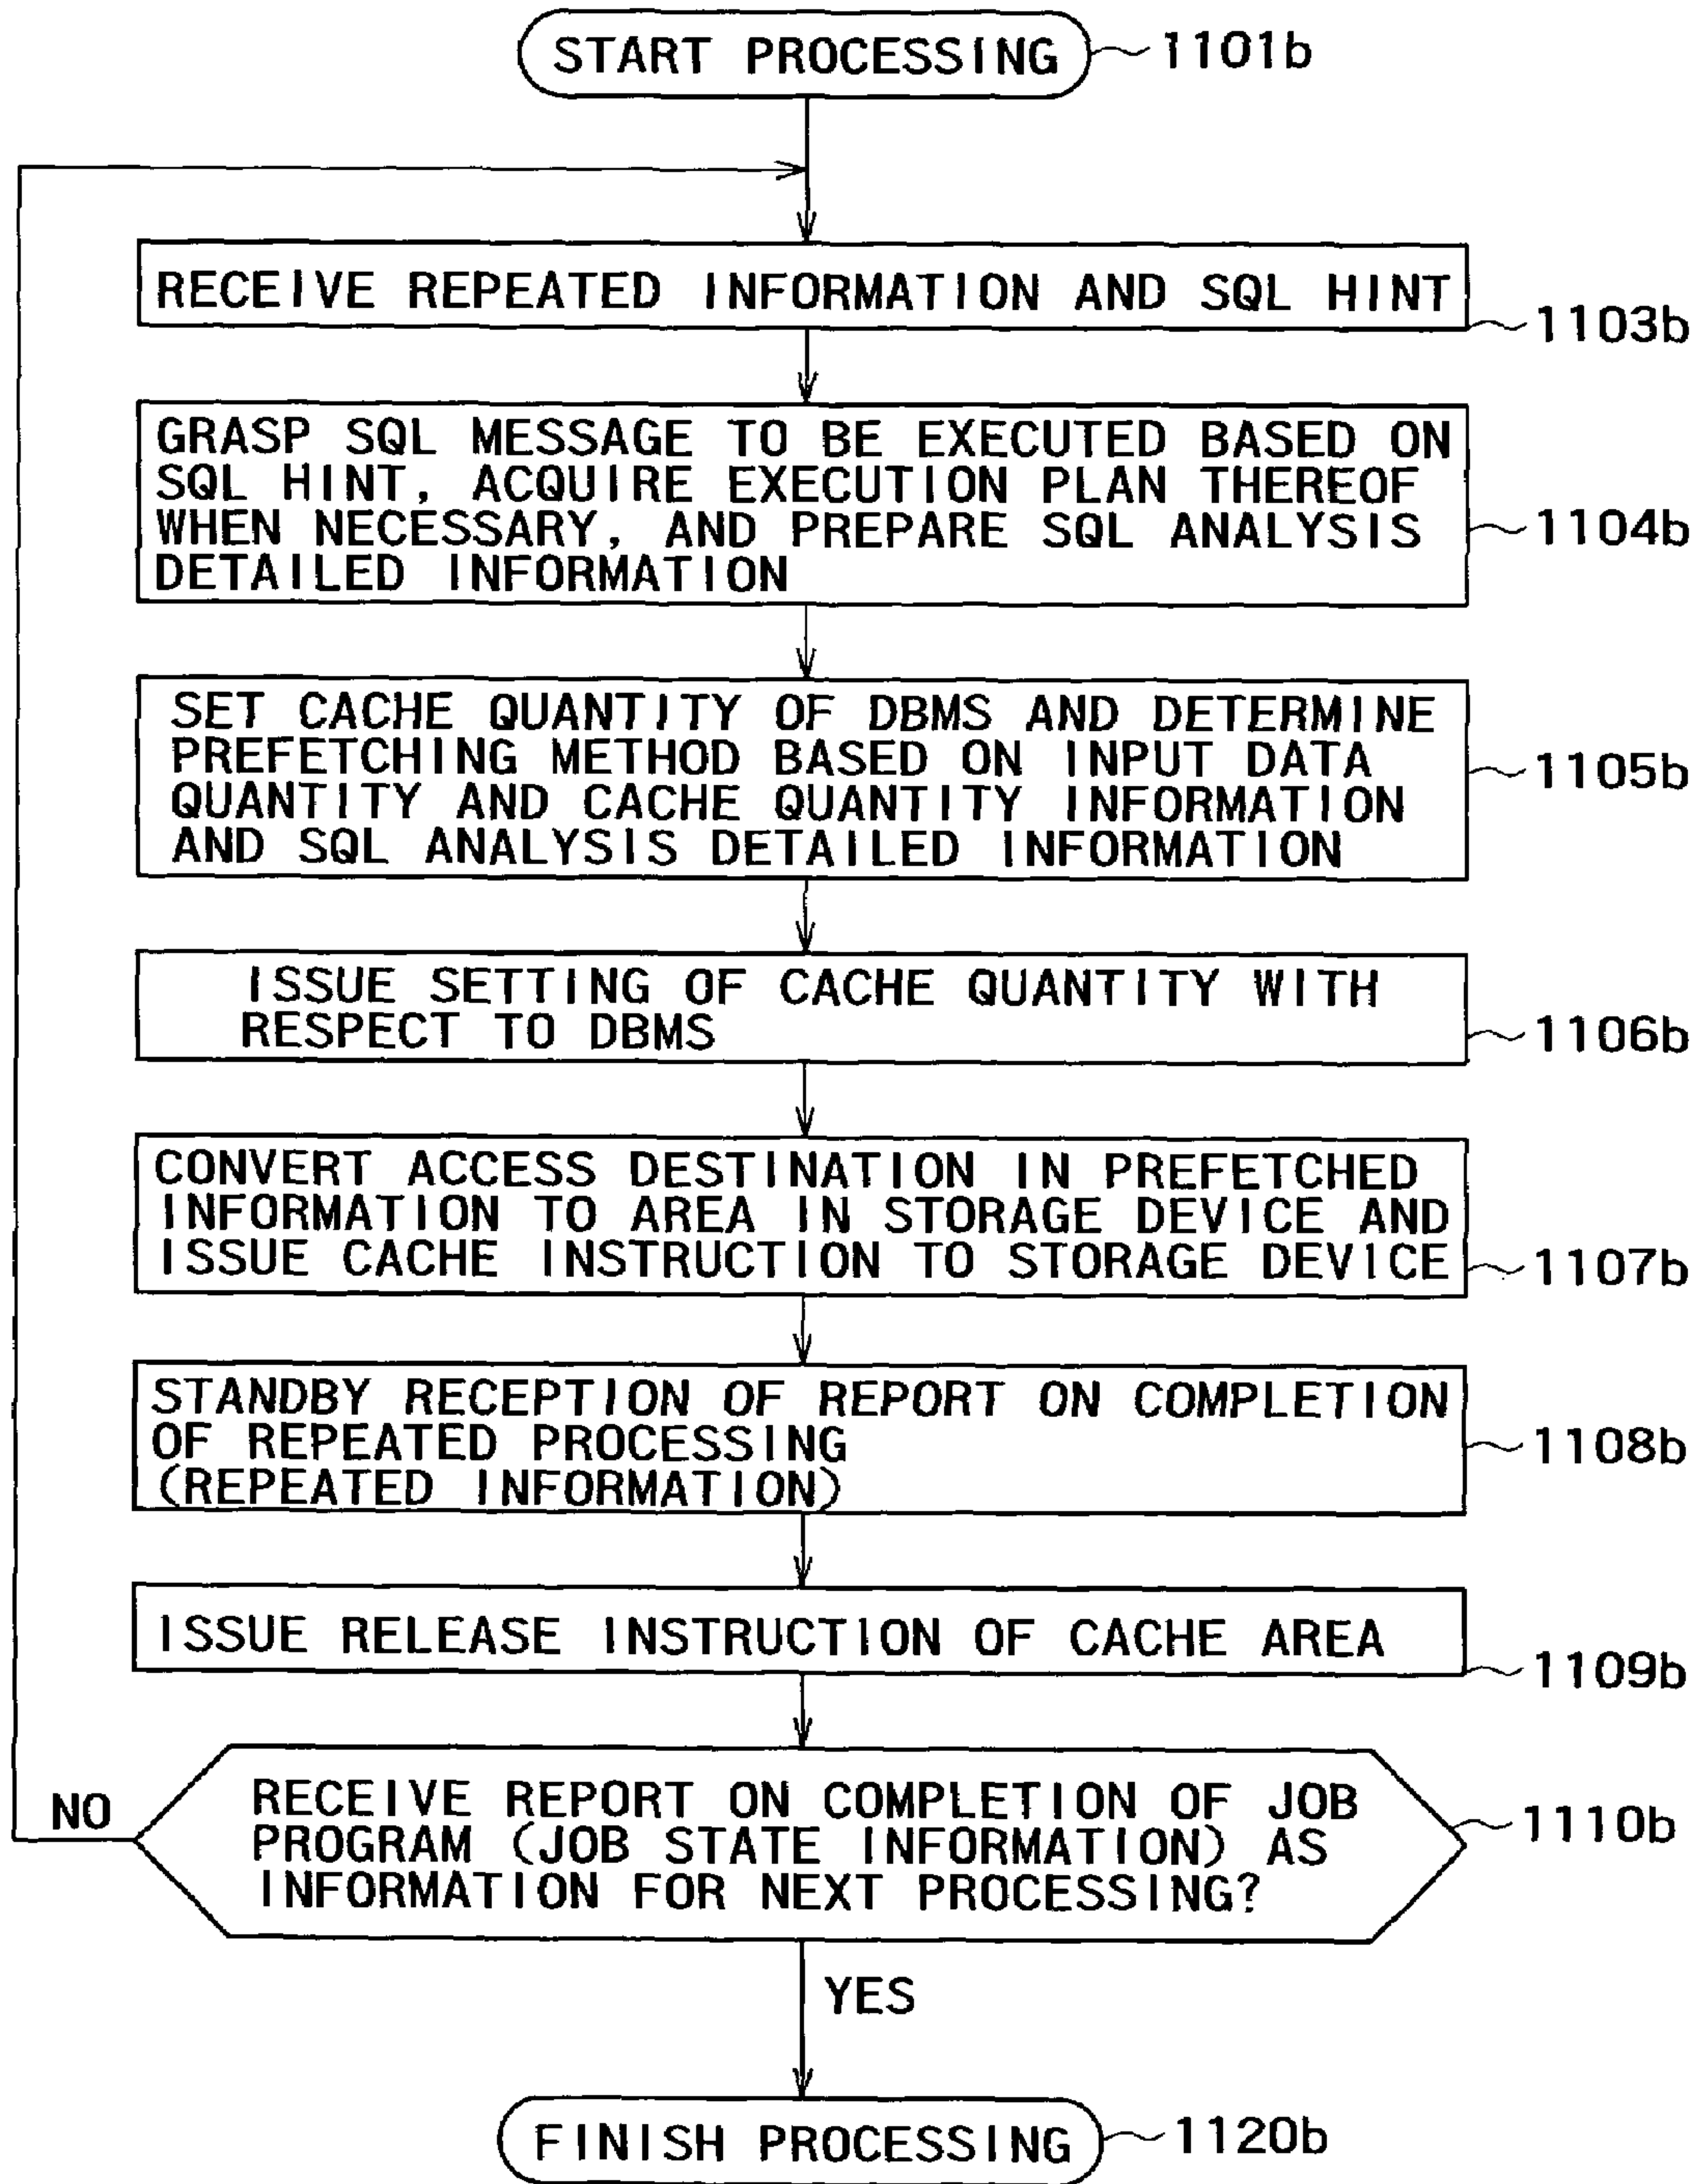 START PROCESSING
1101b
RECEIVE REPEATED INFORMATION AND SQL HINT
1103b
GRASP SQL MESSAGE TO BE EXECUTED BASED ON
SQL HINT, ACQUIRE EXECUTION PLAN THEREOF
WHEN NECESSARY, AND PREPARE SQL ANALYSIS
DETAILED INFORMATION
1104b
SET CACHE QUANTITY OF DBMS AND DETERMINE
PREFETCHING METHOD BASED ON INPUT DATA
QUANTITY AND CACHE QUANTITY INFORMATION
AND SQL ANALYSIS DETAILED INFORMATION
1105b
ISSUE SETTING OF CACHE QUANTITY WITH
RESPECT TO DBMS
1106b
CONVERT ACCESS DESTINATION IN PREFETCHED
INFORMATION TO AREA IN STORAGE DEVICE AND
ISSUE CACHE INSTRUCTION TO STORAGE DEVICE
1107b
STANDBY RECEPTION OF REPORT ON COMPLETION
OF REPEATED PROCESSING
(REPEATED INFORMATION)
1108b
ISSUE RELEASE INSTRUCTION OF CACHE AREA
1109b
RECEIVE REPORT ON COMPLETION OF JOB
PROGRAM (JOB STATE INFORMATION) AS
INFORMATION FOR NEXT PROCESSING?
1110b
NO
YES
FINISH PROCESSING
1120b